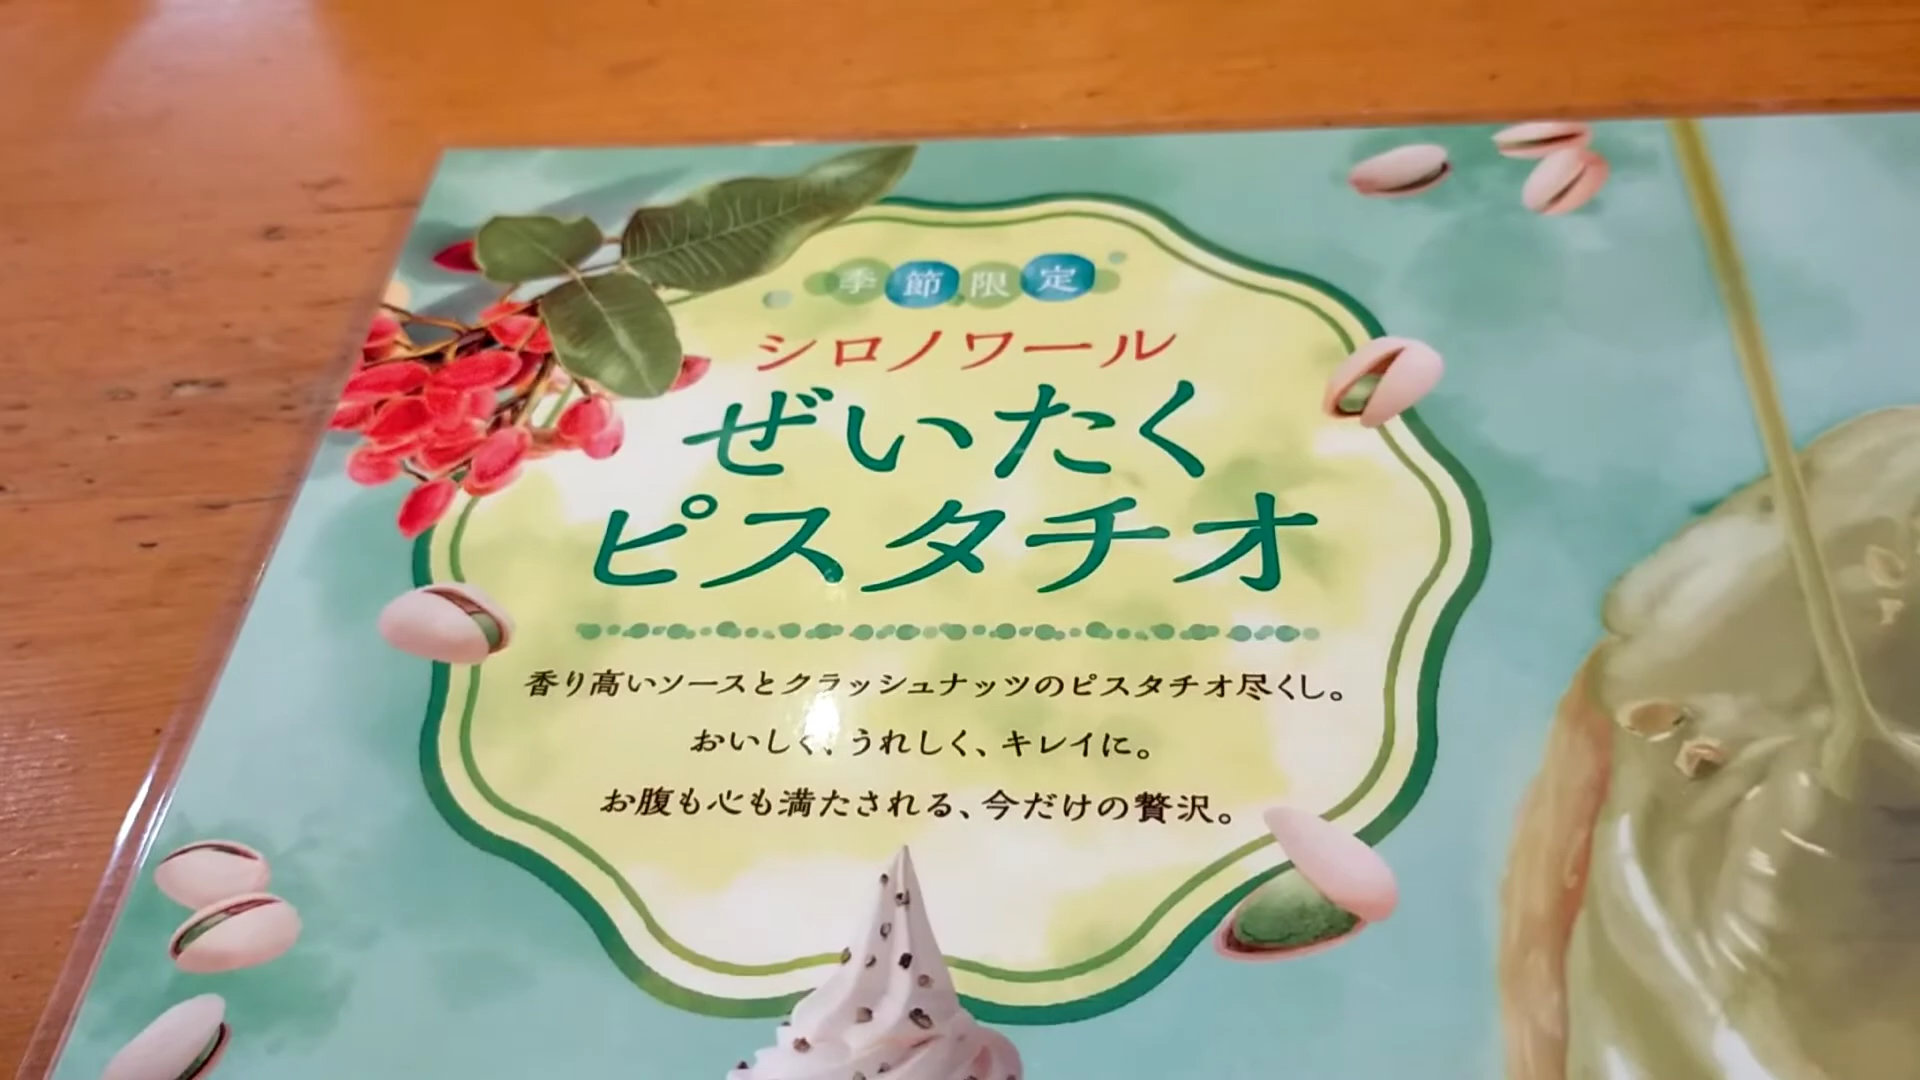 季節限定
シロノワール
ぜいたく
ピスタチオ
香り高いソースとクラッシュナッツのピスタチオ尽くし。
おいしく、うれしく、キレイに。
お腹も心も満たされる、今だけの贅沢。